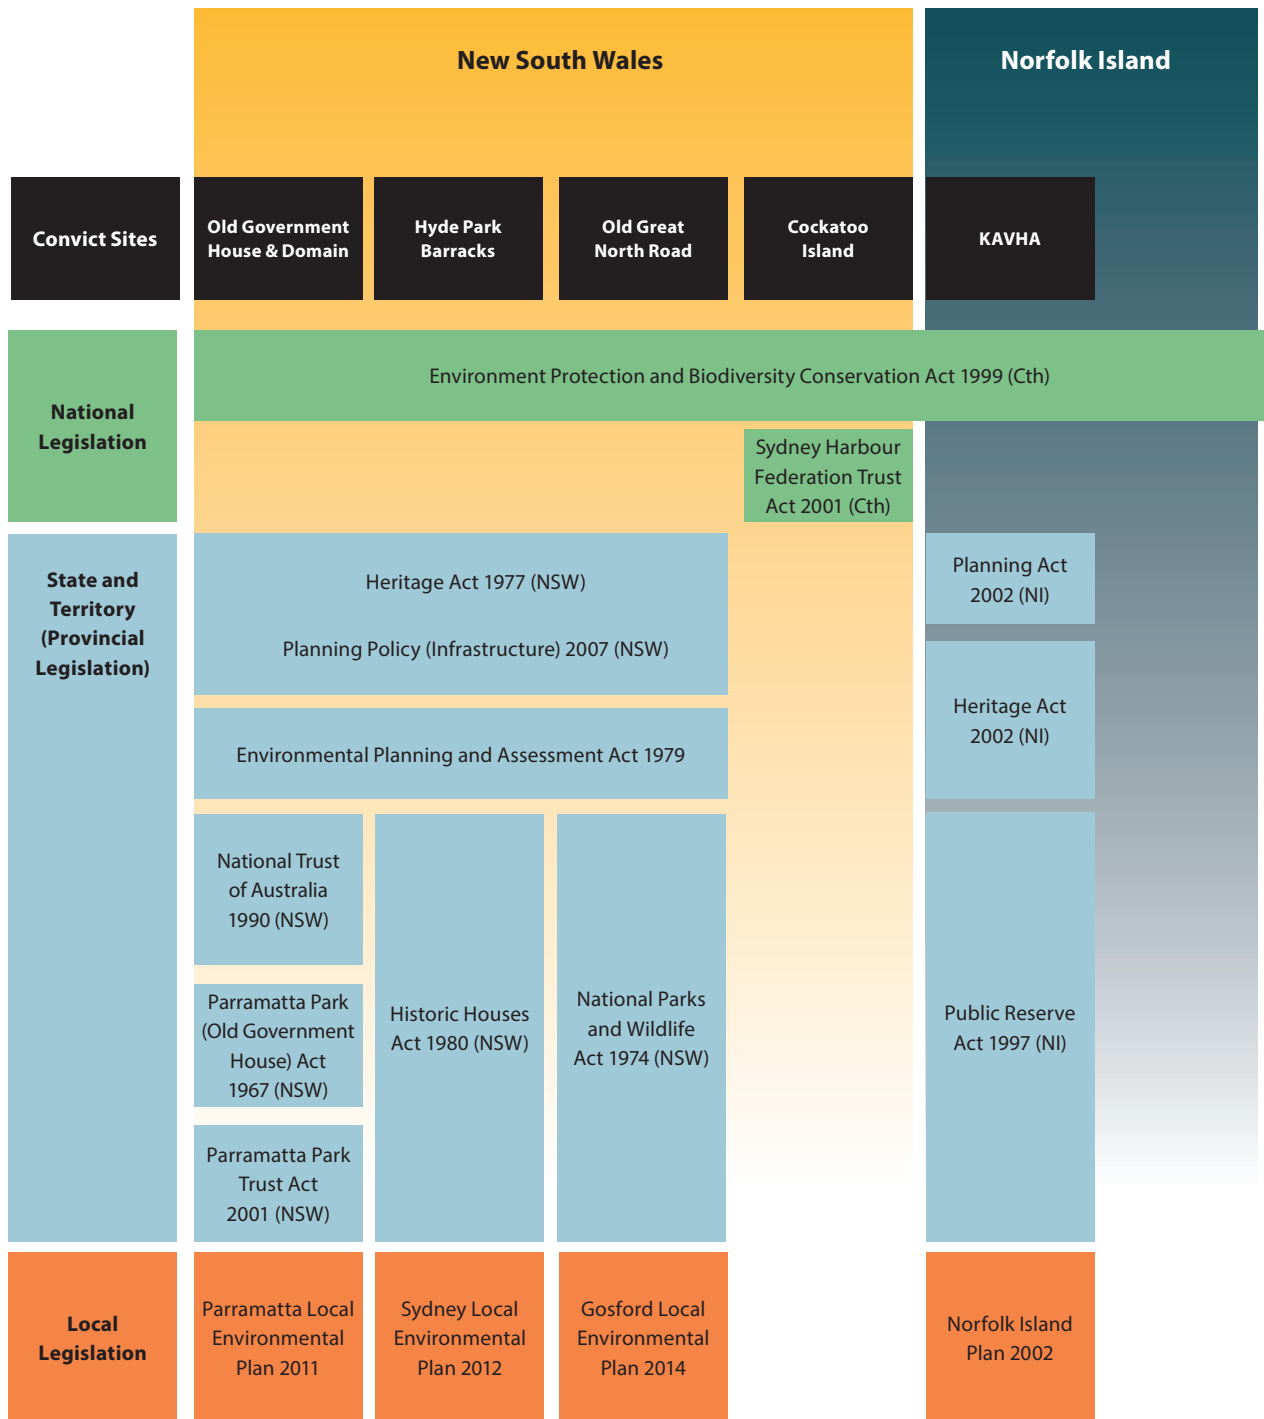 New South Wales
Norfolk Island
Convict Sites
Old Government
House & Domain
Hyde Park
Barracks
Old Great
North Road
Cockatoo
Island
KAVHA
National
Legislation
Environment Protection and Biodiversity Conservation Act 1999 (Cth)
Sydney Harbour
Federation Trust
Act 2001 (Cth)
State and
Territory
(Provincial
Legislation)
Heritage Act 1977 (NSW)
Planning Policy (Infrastructure) 2007 (NSW)
Environmental Planning and Assessment Act 1979
National Trust
of Australia
1990 (NSW)
Parramatta Park
(Old Government
House) Act
1967 (NSW)
Parramatta Park
Trust Act
2001 (NSW)
Historic Houses
Act 1980 (NSW)
National Parks
and Wildlife
Act 1974 (NSW)
Planning Act
2002 (NI)
Heritage Act
2002 (NI)
Public Reserve
Act 1997 (NI)
Local
Legislation
Parramatta Local
Environmental
Plan 2011
Sydney Local
Environmental
Plan 2012
Gosford Local
Environmental
Plan 2014
Norfolk Island
Plan 2002